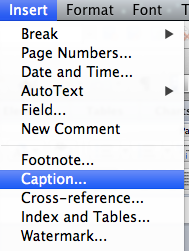 Insert Format Font
Break
Page Numbers...
Date and Time...
AutoText
Field...
New Comment
Footnote...
Caption...
Cross-reference...
Index and Tables...
Watermark...